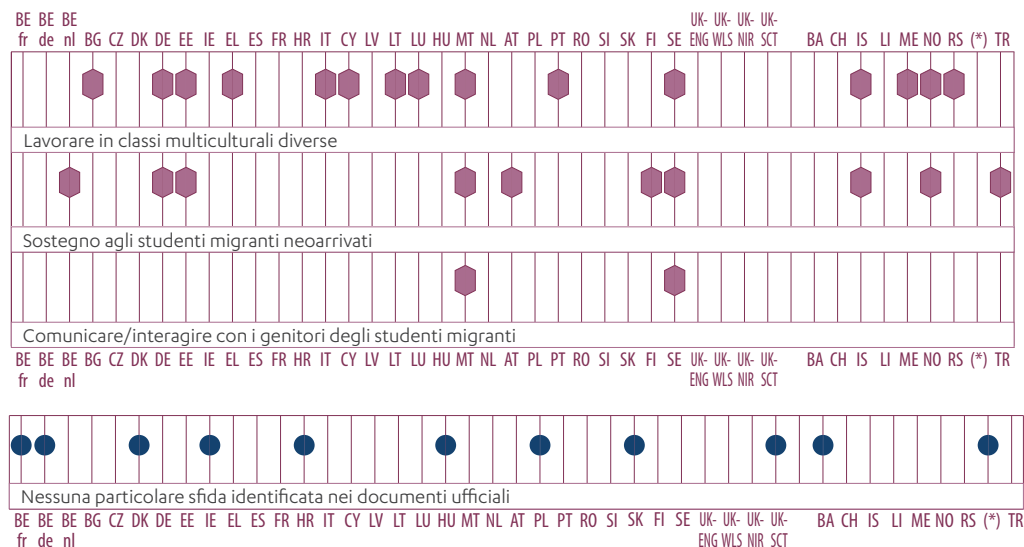 BE BE BE UK- UK- UK- UK-
fr de nl BG CZ DK DE EE IE EL ES FR HR IT CY LV LT LU HU MT NL AT PL PT RO SI SK FI SE ENG WLS NIR SCT BA CH IS LI ME NO RS (*) TR
Lavorare in classi multiculturali diverse
Sostegno agli studenti migranti neoarrivati
Comunicare/interagire con i genitori degli studenti migranti
BE BE BE BG CZ DK DE EE IE EL ES FR HR IT CY LV LT LU HU MT NL AT PL PT RO SI SK FI SE UK- UK- UK- UK- BA CH IS LI ME NO RS (*) TR
fr de nl ENG WLS NIR SCT
Nessuna particolare sfida identificata nei documenti ufficiali
BE BE BE BG CZ DK DE EE IE EL ES FR HR IT CY LV LT LU HU MT NL AT PL PT RO SI SK FI SE UK- UK- UK- UK- BA CH IS LI ME NO RS (*) TR
fr de nl ENG WLS NIR SCT